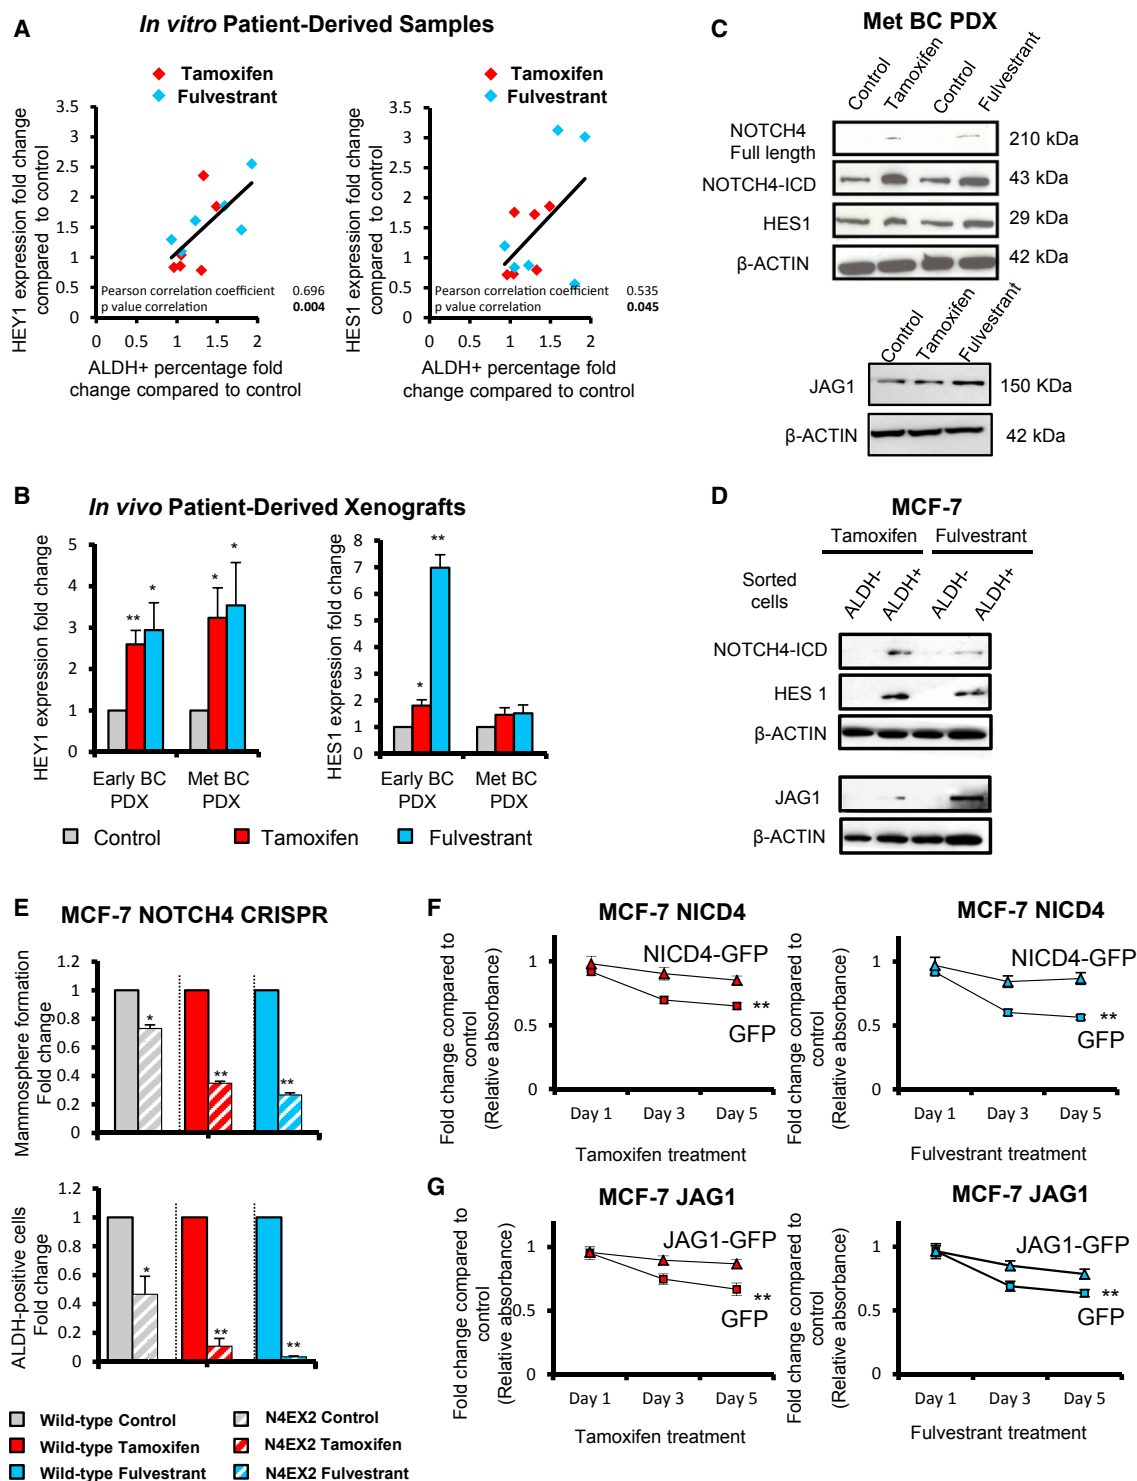 A
In vitro Patient-Derived Samples
Tamoxifen
Fulvestrant
HEY1 expression fold change
compared to control
3.5
3
2.5
2
1.5
1
0.5
0
Pearson correlation coefficient 0.696
p value correlation 0.004
0 0.5 1 1.5 2
ALDH+ percentage fold
change compared to control
Tamoxifen
Fulvestrant
HES1 expression fold change
compared to control
3.5
3
2.5
2
1.5
1
0.5
0
Pearson correlation coefficient 0.535
p value correlation 0.045
0 0.5 1 1.5 2
ALDH+ percentage fold
change compared to control
B
In vivo Patient-Derived Xenografts
HEY1 expression fold change
5
4
3
2
1
0
** * * *
Early BC
PDX
Met BC
PDX
HES1 expression fold change
8
7
6
5
4
3
2
1
0
* **
Early BC
PDX
Met BC
PDX
Control
Tamoxifen
Fulvestrant
C
Met BC PDX
Control Tamoxifen Control Fulvestrant
NOTCH4
Full length
210 kDa
NOTCH4-ICD 43 kDa
HES1 29 kDa
β-ACTIN 42 kDa
Control Tamoxifen Fulvestrant
JAG1 150 KDa
β-ACTIN 42 kDa
D
MCF-7
Tamoxifen Fulvestrant
Sorted
cells
ALDH- ALDH+ ALDH- ALDH+
NOTCH4-ICD
HES 1
β-ACTIN
JAG1
β-ACTIN
E
MCF-7 NOTCH4 CRISPR
Mammosphere formation
Fold change
1.2
1
0.8
0.6
0.4
0.2
0
* ** **
ALDH-positive cells
Fold change
1.2
1
0.8
0.6
0.4
0.2
0
* ** **
Wild-type Control
Wild-type Tamoxifen
Wild-type Fulvestrant
N4EX2 Control
N4EX2 Tamoxifen
N4EX2 Fulvestrant
F
MCF-7 NICD4
Fold change compared to
control
(Relative absorbance)
1
0.5
0
NICD4-GFP
**
GFP
Day 1 Day 3 Day 5
Tamoxifen treatment
MCF-7 NICD4
Fold change compared to
control
(Relative absorbance)
1
0.5
0
NICD4-GFP
**
GFP
Day 1 Day 3 Day 5
Fulvestrant treatment
G
MCF-7 JAG1
Fold change compared to
control
(Relative absorbance)
1
0.5
0
JAG1-GFP
**
GFP
Day 1 Day 3 Day 5
Tamoxifen treatment
MCF-7 JAG1
Fold change compared to
control
(Relative absorbance)
1
0.5
0
JAG1-GFP
**
GFP
Day 1 Day 3 Day 5
Fulvestrant treatment